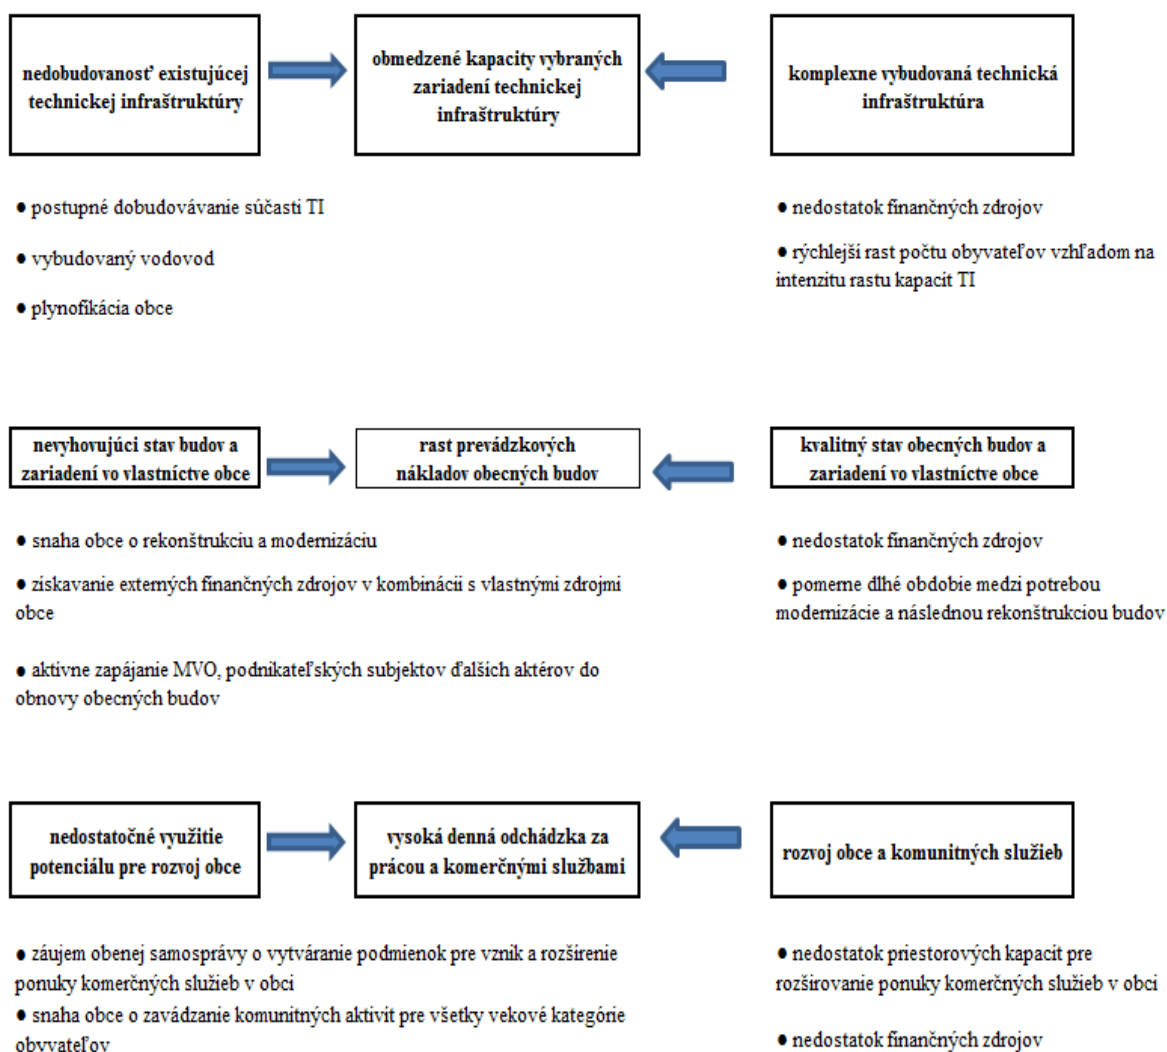 nedobudovanosť existujúcej
technickej infraštruktúry
obmedzené kapacity vybraných
zariadení technickej
infraštruktúry
komplexne vybudovaná technická
infraštruktúra
● postupné dobudovávanie súčastí TI
● vybudovaný vodovod
● plynofikácia obce
● nedostatok finančných zdrojov
● rýchlejší rast počtu obyvateľov vzhľadom na
intenzitu rastu kapacít TI
nevyhovujúci stav budov a
zariadení vo vlastníctve obce
rast prevádzkových
nákladov obecných budov
kvalitný stav obecných budov a
zariadení vo vlastníctve obce
● snaha obce o rekonštrukciu a modernizáciu
● získavanie externých finančných zdrojov v kombinácii s vlastnými zdrojmi
obce
● aktívne zapájanie MVO, podnikateľských subjektov ďalších aktérov do
obnovy obecných budov
● nedostatok finančných zdrojov
● pomerne dlhé obdobie medzi potrebou
modernizácie a následnou rekonštrukciou budov
nedostatočné využitie
potenciálu pre rozvoj obce
vysoká denná odchádzka za
prácou a komerčnými službami
rozvoj obce a komunitných služieb
● záujem obenej samosprávy o vytváranie podmienok pre vznik a rozšírenie
ponuky komerčných služieb v obci
● snaha obce o zavádzanie komunitných aktivít pre všetky vekové kategórie
obyvateľov
● nedostatok priestorových kapacít pre
rozširovanie ponuky komerčných služieb v obci
● nedostatok finančných zdrojov